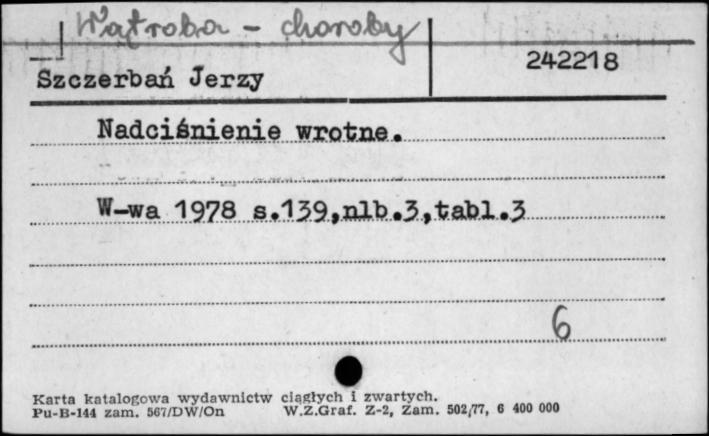 Wątroba - choroby
242218
Szczerbań Jerzy
Nadciśnienie wrotne.
W-wa 1978 s.139,nlb.3,tabl.3
6
Karta katalogowa wydawnictw ciągłych i zwartych.
Pu-B-144 zam. 567/DW/On W.Z.Graf. Z-2, Zam. 502/77, 6 400 000